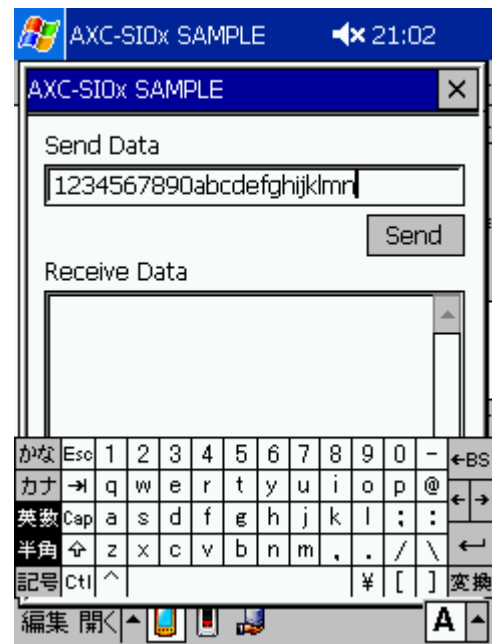 AXC-SIOx SAMPLE 21:02
AXC-SIOx SAMPLE
Send Data
1234567890abcdefghijklmn
Send
Receive Data
かな Esc 1 2 3 4 5 6 7 8 9 0 - ←BS
カナ →| q w e r t y u i o p @ ← →
英数 Cap a s d f g h j k l ; :
半角 z x c v b n m , . / \ ↵
記号 Ctl ^ ¥ [ ] 変換
編集 開く A